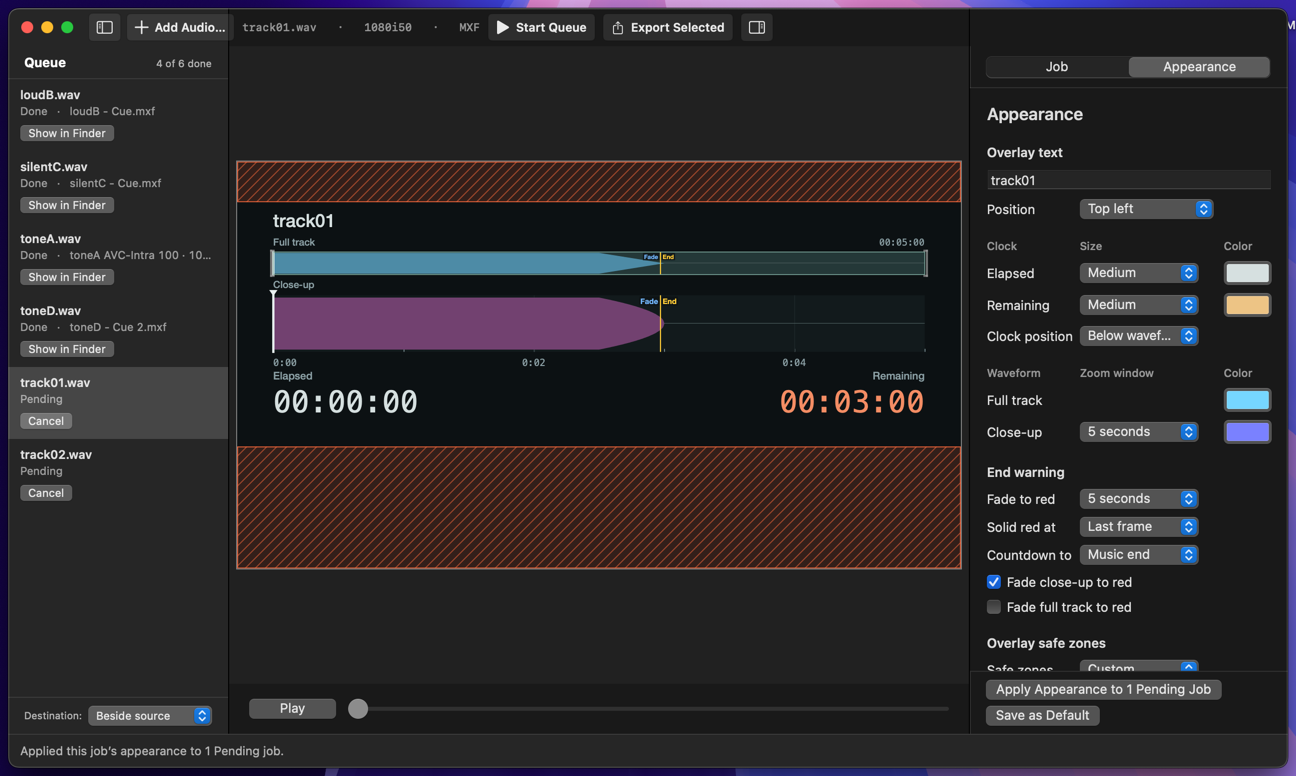 Add Audio...
track01.wav · 1080i50 · MXF
Start Queue
Export Selected
Queue
4 of 6 done
loudB.wav
Done · loudB - Cue.mxf
Show in Finder
silentC.wav
Done · silentC - Cue.mxf
Show in Finder
toneA.wav
Done · toneA AVC-Intra 100 · 10...
Show in Finder
toneD.wav
Done · toneD - Cue 2.mxf
Show in Finder
track01.wav
Pending
Cancel
track02.wav
Pending
Cancel
Destination: Beside source
track01
Full track
00:05:00
Fade End
Close-up
Fade End
0:00 0:02 0:04
Elapsed Remaining
00:00:00 00:03:00
Play
Job Appearance
Appearance
Overlay text
track01
Position Top left
Clock Size Color
Elapsed Medium
Remaining Medium
Clock position Below wavef...
Waveform Zoom window Color
Full track
Close-up 5 seconds
End warning
Fade to red 5 seconds
Solid red at Last frame
Countdown to Music end
Fade close-up to red
Fade full track to red
Overlay safe zones
Safe zones Custom
Apply Appearance to 1 Pending Job
Save as Default
Applied this job's appearance to 1 Pending job.